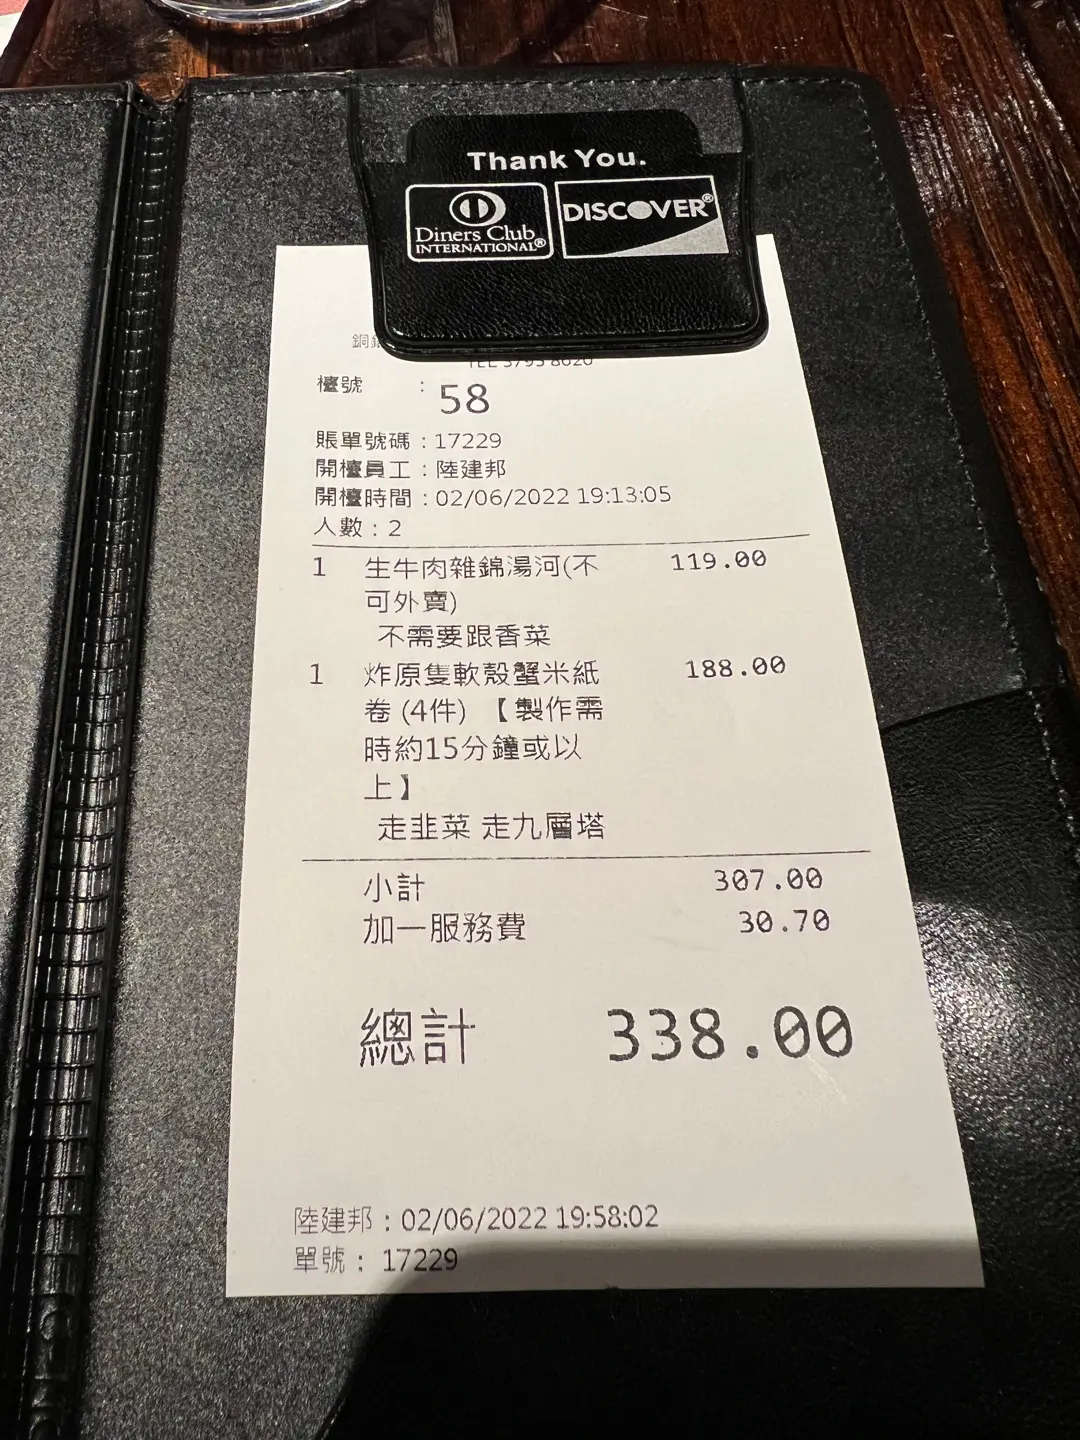 Thank You.
Diners Club
INTERNATIONAL®
DISCOVER®
銅
TEL 3795 8620
檯號 : 58
賬單號碼 : 17229
開檯員工 : 陸建邦
開檯時間 : 02/06/2022 19:13:05
人數 : 2
1 生牛肉雜錦湯河(不 119.00
可外賣)
不需要跟香菜
1 炸原隻軟殼蟹米紙 188.00
卷 (4件) 【製作需
時約15分鐘或以
上】
走韭菜 走九層塔
小計 307.00
加一服務費 30.70
總計 338.00
陸建邦 : 02/06/2022 19:58:02
單號 : 17229